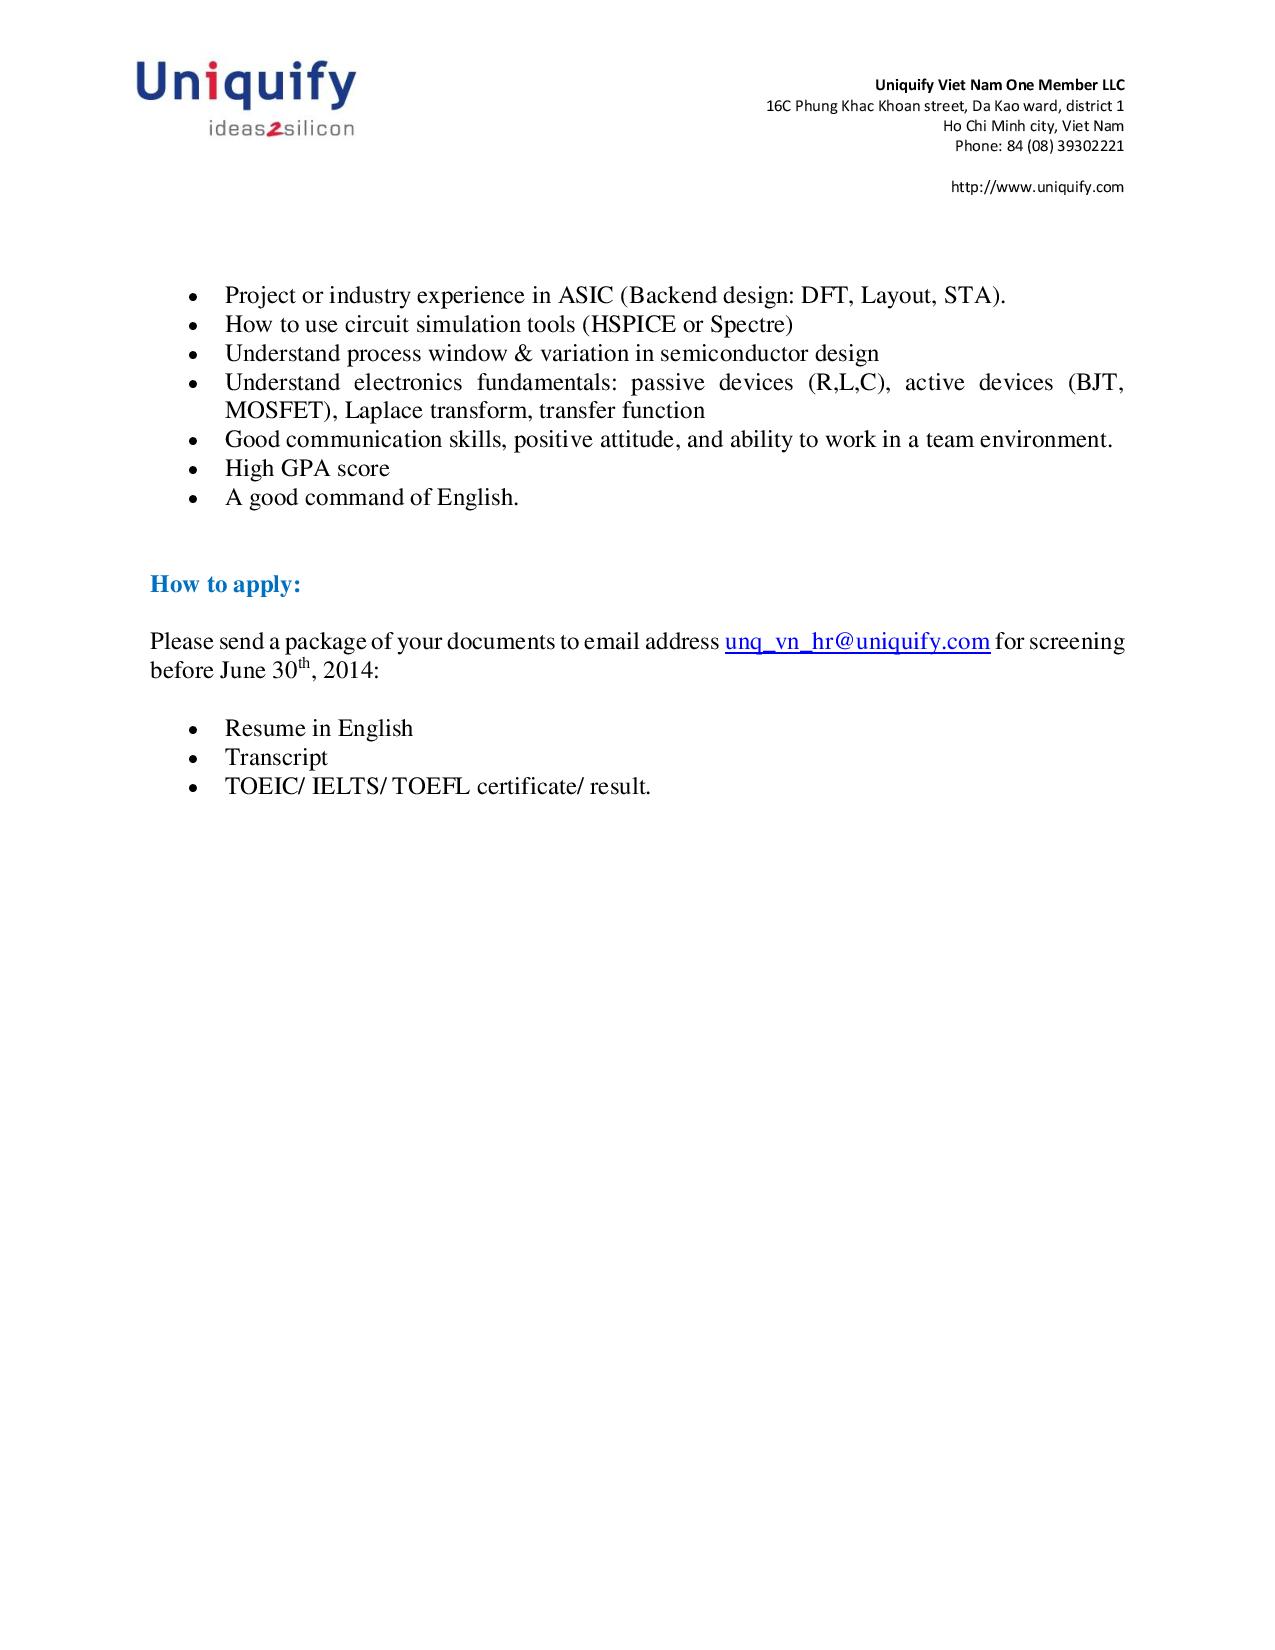 Uniquify
ideas2silicon
Uniquify Viet Nam One Member LLC
16C Phung Khac Khoan street, Da Kao ward, district 1
Ho Chi Minh city, Viet Nam
Phone: 84 (08) 39302221
http://www.uniquify.com
• Project or industry experience in ASIC (Backend design: DFT, Layout, STA).
• How to use circuit simulation tools (HSPICE or Spectre)
• Understand process window & variation in semiconductor design
• Understand electronics fundamentals: passive devices (R,L,C), active devices (BJT,
MOSFET), Laplace transform, transfer function
• Good communication skills, positive attitude, and ability to work in a team environment.
• High GPA score
• A good command of English.
How to apply:
Please send a package of your documents to email address unq_vn_hr@uniquify.com for screening
before June 30th, 2014:
• Resume in English
• Transcript
• TOEIC/ IELTS/ TOEFL certificate/ result.